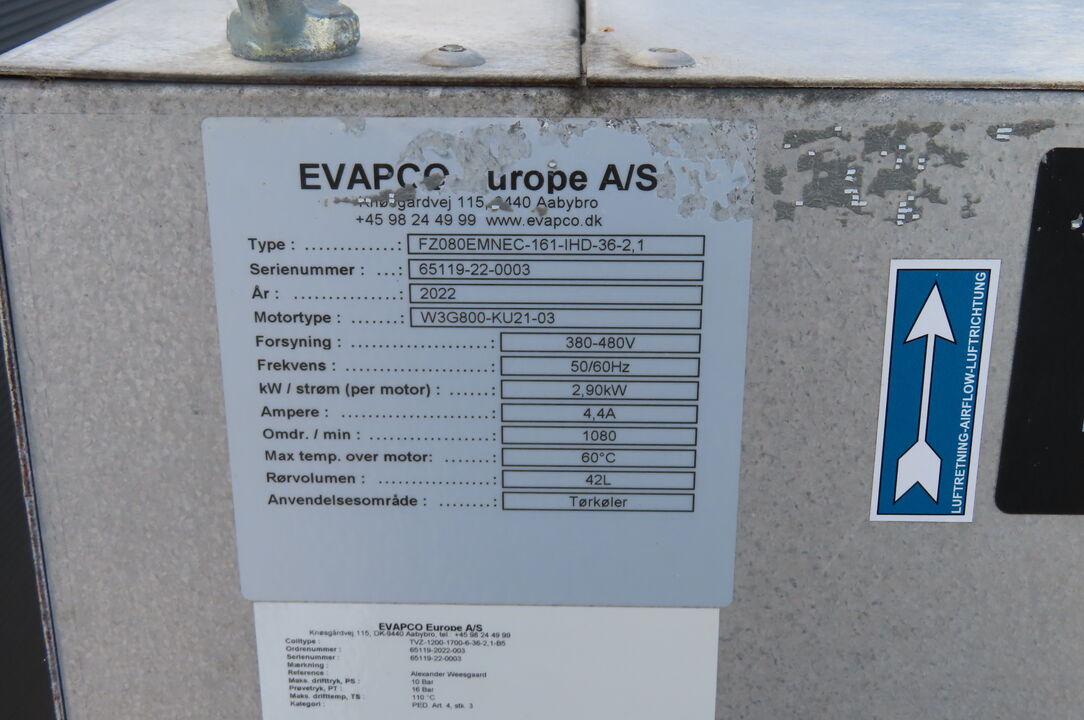 EVAPCO urope A/S
Knøsgårdvej 115, 9440 Aabybro
+45 98 24 49 99 www.evapco.dk
Type : ............: FZ080EMNEC-161-IHD-36-2,1
Serienummer : ...: 65119-22-0003
År : ..............: 2022
Motortype : .......: W3G800-KU21-03
Forsyning : ....................: 380-480V
Frekvens : .....................: 50/60Hz
kW / strøm (per motor) : ......: 2,90kW
Ampere : ......................: 4,4A
Omdr. / min : ..................: 1080
Max temp. over motor: .......: 60°C
Rørvolumen : .................: 42L
Anvendelsesområde : ........: Tørkøler
LUFTRETNING-AIRFLOW-LUFTRICHTUNG
EVAPCO Europe A/S
Knøsgårdvej 115, DK-9440 Aabybro, tel : +45 98 24 49 99
Coiltype : TVZ-1200-1700-6-36-2,1-B5
Ordrenummer : 65119-2022-003
Serienummer : 65119-22-0003
Mærkning :
Reference : Alexander Weesgaard
Maks. drifttryk, PS : 10 Bar
Prøvetryk, PT : 16 Bar
Maks. drifttemp, TS : 110 °C
Kategori : PED. Art. 4, stk. 3